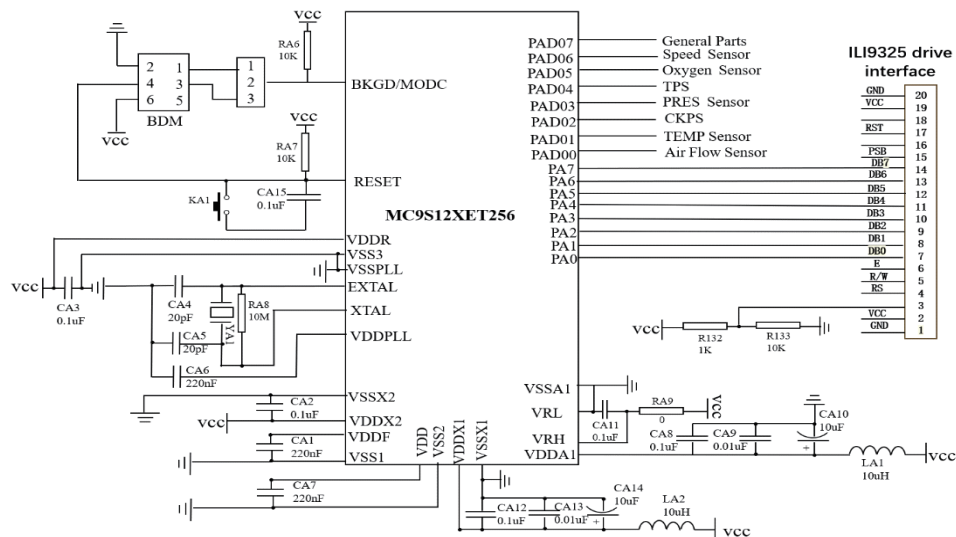 vcc
RA6
10K
2 1 1
4 3 2
6 5 3
BDM
vcc
BKGD/MODC
vcc
RA7
10K
RESET
KA1
CA15
0.1uF
MC9S12XET256
VDDR
VSS3
VSSPLL
EXTAL
XTAL
VDDPLL
vcc
CA3
0.1uF
CA4
20pF
CA5
20pF
YA1
RA8
10M
CA6
220nF
VSSX2
CA2
0.1uF
vcc
VDDX2
VDDF
CA1
220nF
VSS1
CA7
220nF
VDD
VSS2
VDDX1
VSSX1
PAD07 General Parts
PAD06 Speed Sensor
PAD05 Oxygen Sensor
PAD04 TPS
PAD03 PRES Sensor
PAD02 CKPS
PAD01 TEMP Sensor
PAD00 Air Flow Sensor
PA7
PA6
PA5
PA4
PA3
PA2
PA1
PA0
ILI9325 drive
interface
GND 20
VCC 19
18
RST 17
16
PSB 15
DB7 14
DB6 13
DB5 12
DB4 11
DB3 10
DB2 9
DB1 8
DB0 7
E 6
R/W 5
RS 4
3
VCC 2
GND 1
vcc
R132
1K
R133
10K
VSSA1
VRL
VRH
VDDA1
CA11
0.1uF
RA9
0
Vcc
CA8
0.1uF
CA9
0.01uF
CA10
10uF
+
LA1
10uH
vcc
CA12
0.1uF
CA13
0.01uF
CA14
10uF
+
LA2
10uH
vcc